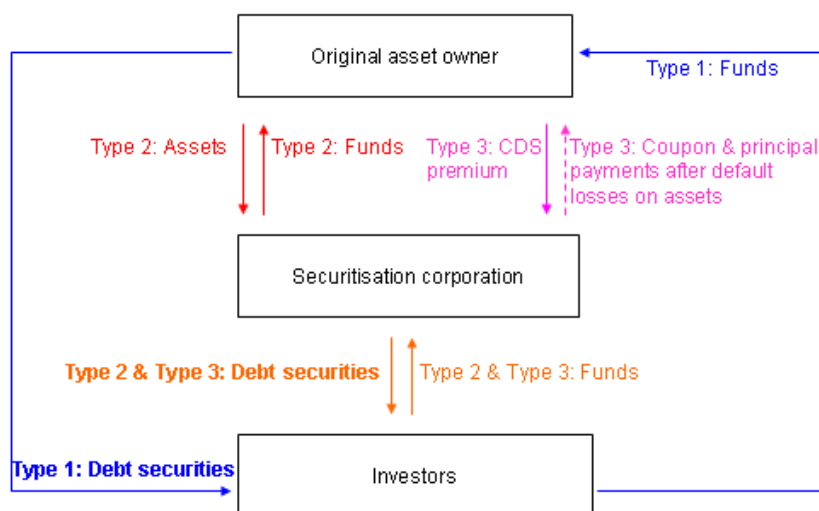 Original asset owner
Type 1: Funds
Type 2: Assets
Type 2: Funds
Type 3: CDS
premium
Type 3: Coupon & principal
payments after default
losses on assets
Securitisation corporation
Type 2 & Type 3: Debt securities
Type 2 & Type 3: Funds
Type 1: Debt securities
Investors